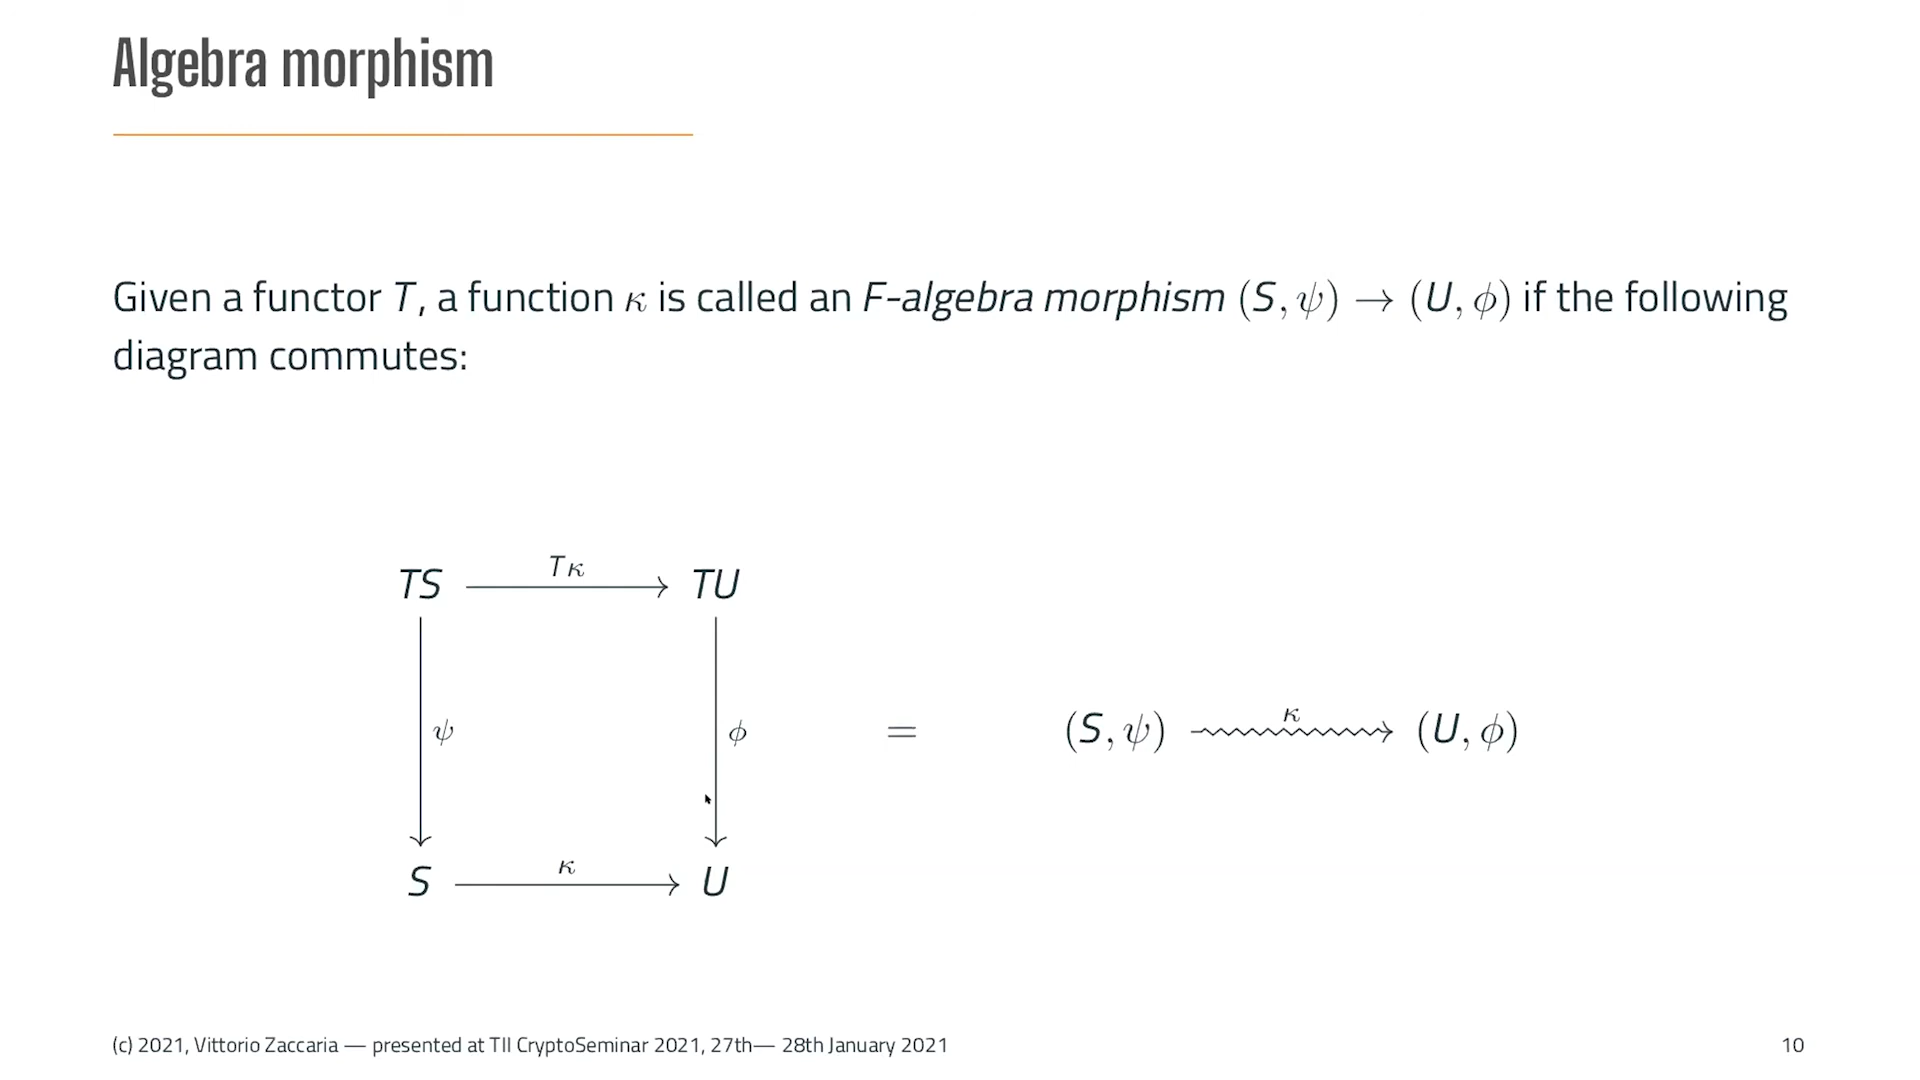 Algebra morphism
Given a functor T, a function κ is called an F-algebra morphism (S, ψ) → (U, ϕ) if the following
diagram commutes:
TS Tκ TU
ψ ϕ = (S, ψ) κ (U, ϕ)
S κ U
(c) 2021, Vittorio Zaccaria — presented at TII CryptoSeminar 2021, 27th— 28th January 2021 10